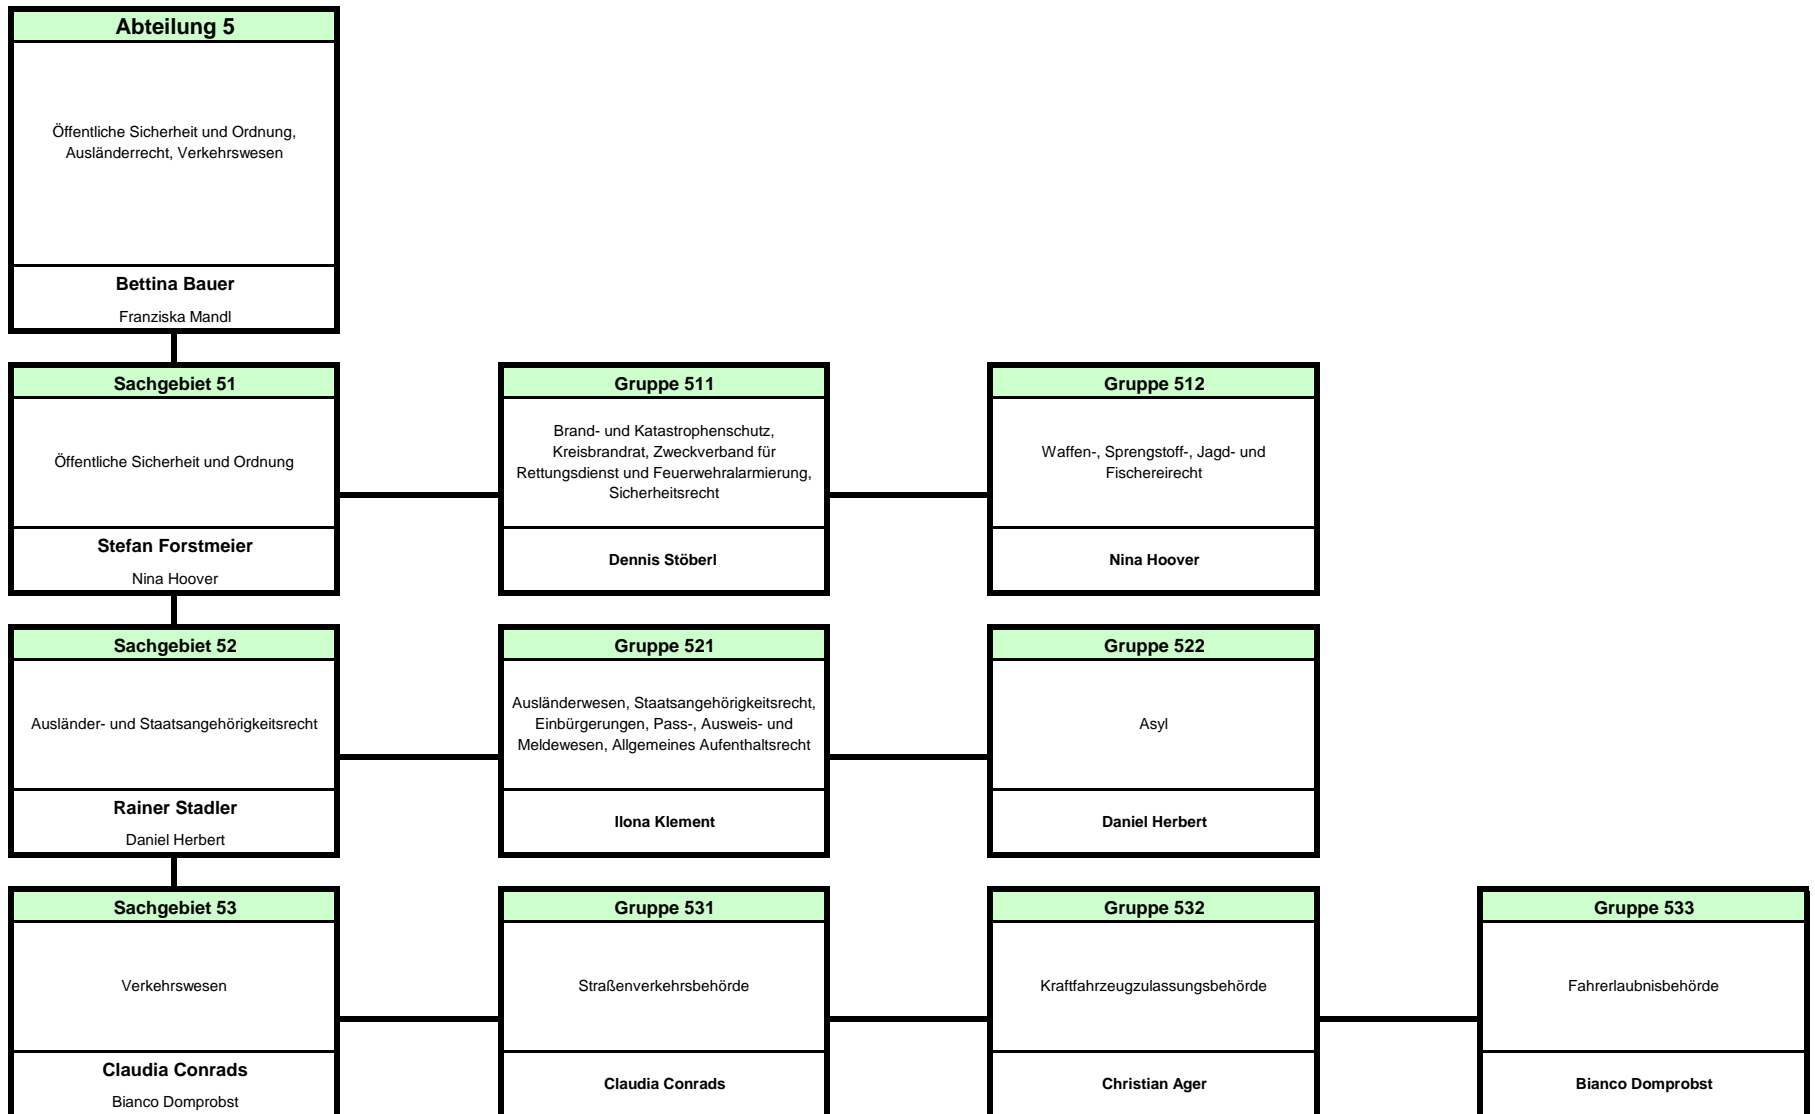 Abteilung 5
Öffentliche Sicherheit und Ordnung,
Ausländerrecht, Verkehrswesen
Bettina Bauer
Franziska Mandl
Sachgebiet 51
Öffentliche Sicherheit und Ordnung
Stefan Forstmeier
Nina Hoover
Gruppe 511
Brand- und Katastrophenschutz,
Kreisbrandrat, Zweckverband für
Rettungsdienst und Feuerwehralarmierung,
Sicherheitsrecht
Dennis Stöberl
Gruppe 512
Waffen-, Sprengstoff-, Jagd- und
Fischereirecht
Nina Hoover
Sachgebiet 52
Ausländer- und Staatsangehörigkeitsrecht
Rainer Stadler
Daniel Herbert
Gruppe 521
Ausländerwesen, Staatsangehörigkeitsrecht,
Einbürgerungen, Pass-, Ausweis- und
Meldewesen, Allgemeines Aufenthaltsrecht
Ilona Klement
Gruppe 522
Asyl
Daniel Herbert
Sachgebiet 53
Verkehrswesen
Claudia Conrads
Bianco Domprobst
Gruppe 531
Straßenverkehrsbehörde
Claudia Conrads
Gruppe 532
Kraftfahrzeugzulassungsbehörde
Christian Ager
Gruppe 533
Fahrerlaubnisbehörde
Bianco Domprobst